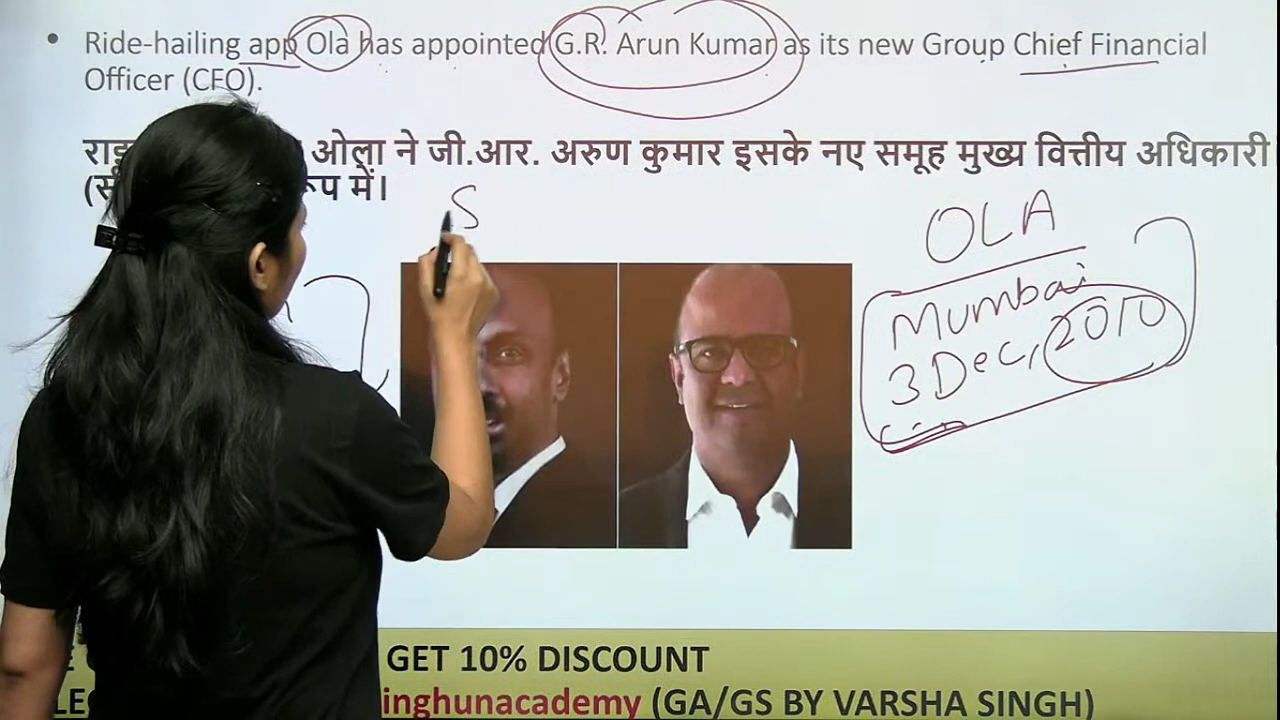 • Ride-hailing app Ola has appointed G.R. Arun Kumar as its new Group Chief Financial
Officer (CFO).
ओला ने जी.आर. अरुण कुमार इसके नए समूह मुख्य वित्तीय अधिकारी
में।
S
OLA
Mumbai
3 Dec, 2010
GET 10% DISCOUNT
inghunacademy (GA/GS BY VARSHA SINGH)